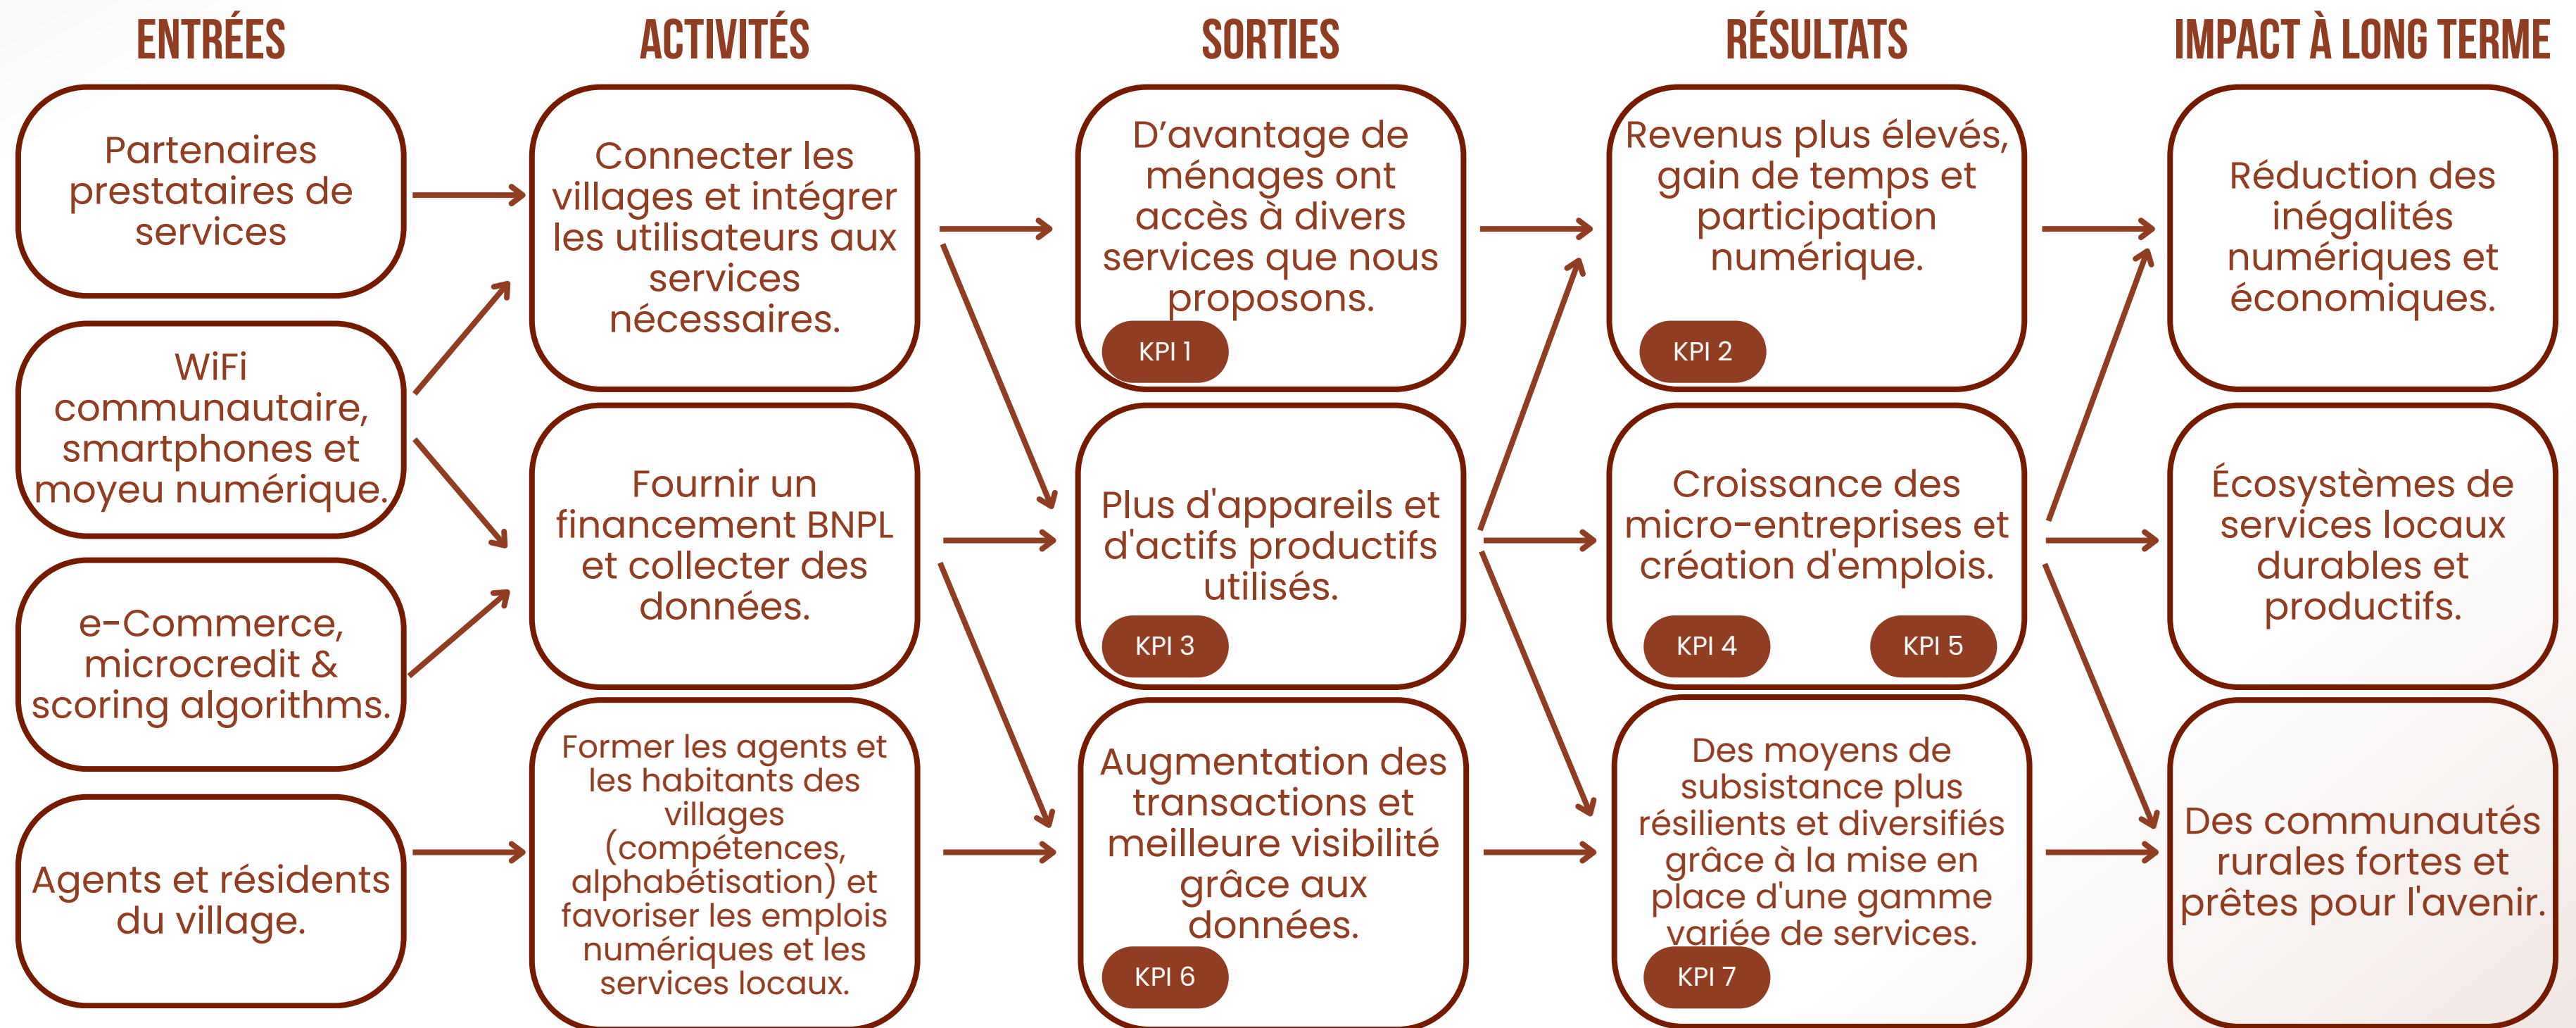 ENTRÉES
Partenaires
prestataires de
services
WiFi
communautaire,
smartphones et
moyeu numérique.
e-Commerce,
microcredit &
scoring algorithms.
Agents et résidents
du village.
ACTIVITÉS
Connecter les
villages et intégrer
les utilisateurs aux
services
nécessaires.
Fournir un
financement BNPL
et collecter des
données.
Former les agents et
les habitants des
villages
(compétences,
alphabétisation) et
favoriser les emplois
numériques et les
services locaux.
SORTIES
D’avantage de
ménages ont
accès à divers
services que nous
proposons.
KPI 1
Plus d'appareils et
d'actifs productifs
utilisés.
KPI 3
Augmentation des
transactions et
meilleure visibilité
grâce aux
données.
KPI 6
RÉSULTATS
Revenus plus élevés,
gain de temps et
participation
numérique.
KPI 2
Croissance des
micro-entreprises et
création d'emplois.
KPI 4
KPI 5
Des moyens de
subsistance plus
résilients et diversifiés
grâce à la mise en
place d'une gamme
variée de services.
KPI 7
IMPACT À LONG TERME
Réduction des
inégalités
numériques et
économiques.
Écosystèmes de
services locaux
durables et
productifs.
Des communautés
rurales fortes et
prêtes pour l'avenir.